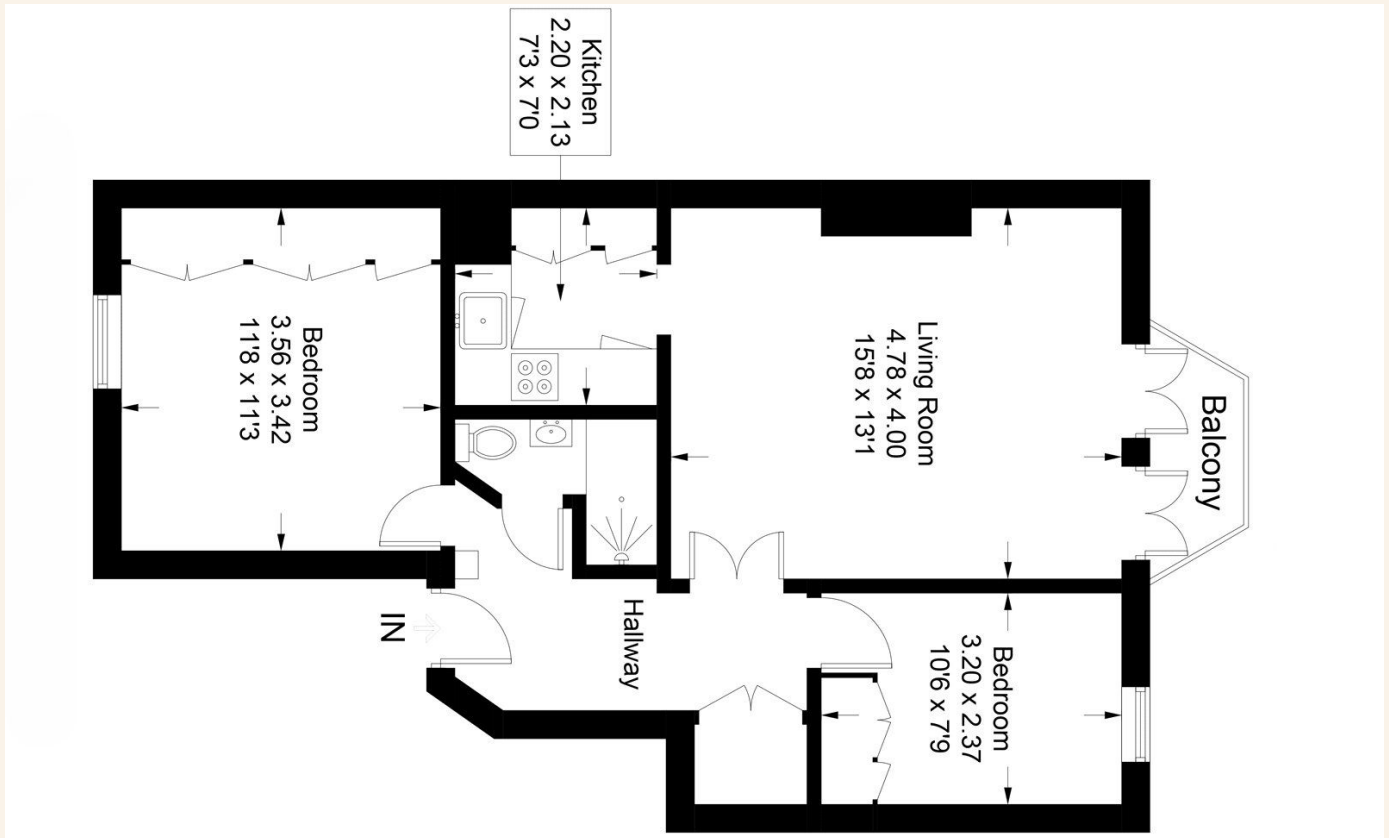 Kitchen
2.20 x 2.13
7'3 x 7'0
Bedroom
3.56 x 3.42
11'8 x 11'3
Living Room
4.78 x 4.00
15'8 x 13'1
Balcony
IN
Hallway
Bedroom
3.20 x 2.37
10'6 x 7'9